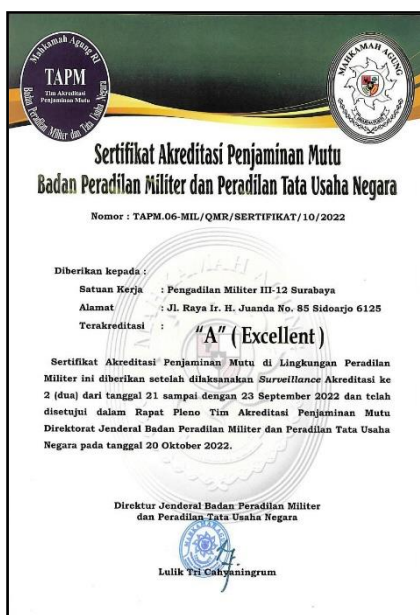 Mahkamah Agung RI
TAPM
Tim Akreditasi
Penjaminan Mutu
Badan Peradilan Militer dan Tata Usaha Negara
MAHKAMAH AGUNG
Sertifikat Akreditasi Penjaminan Mutu
Badan Peradilan Militer dan Peradilan Tata Usaha Negara
Nomor : TAPM.06-MIL/QMR/SERTIFIKAT/10/2022
Diberikan kepada :
Satuan Kerja : Pengadilan Militer III-12 Surabaya
Alamat : Jl. Raya Ir. H. Juanda No. 85 Sidoarjo 6125
Terakreditasi : "A" ( Excellent )
Sertifikat Akreditasi Penjaminan Mutu di Lingkungan Peradilan
Militer ini diberikan setelah dilaksanakan Surveillance Akreditasi ke
2 (dua) dari tanggal 21 sampai dengan 23 September 2022 dan telah
disetujui dalam Rapat Pleno Tim Akreditasi Penjaminan Mutu
Direktorat Jenderal Badan Peradilan Militer dan Peradilan Tata Usaha
Negara pada tanggal 20 Oktober 2022.
Direktur Jenderal Badan Peradilan Militer
dan Peradilan Tata Usaha Negara
Lulik Tri Cahyaningrum